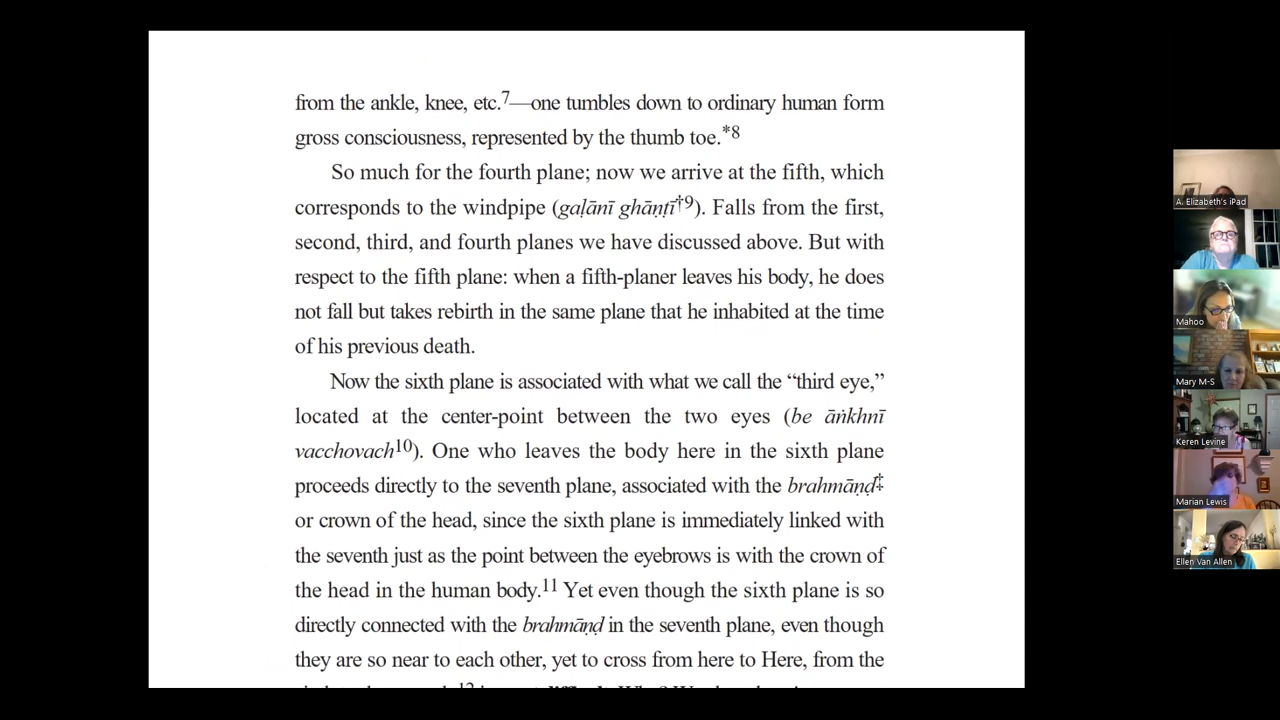 from the ankle, knee, etc.7—one tumbles down to ordinary human form
gross consciousness, represented by the thumb toe.*8
So much for the fourth plane; now we arrive at the fifth, which
corresponds to the windpipe (gaḷānī ghāṇṭī†9). Falls from the first,
second, third, and fourth planes we have discussed above. But with
respect to the fifth plane: when a fifth-planer leaves his body, he does
not fall but takes rebirth in the same plane that he inhabited at the time
of his previous death.
Now the sixth plane is associated with what we call the “third eye,”
located at the center-point between the two eyes (be āṅkhnī
vacchovach10). One who leaves the body here in the sixth plane
proceeds directly to the seventh plane, associated with the brahmāṇḍ‡
or crown of the head, since the sixth plane is immediately linked with
the seventh just as the point between the eyebrows is with the crown of
the head in the human body.11 Yet even though the sixth plane is so
directly connected with the brahmāṇḍ in the seventh plane, even though
they are so near to each other, yet to cross from here to Here, from the
A. Elizabeth's iPad
Mahoo
Mary M-S
Keren Levine
Marian Lewis
Ellen Van Allen